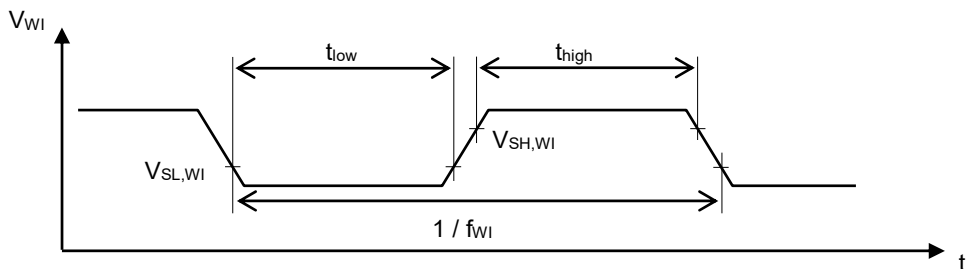 VWI
tlow
thigh
VSH,WI
VSL,WI
1 / fWI
t